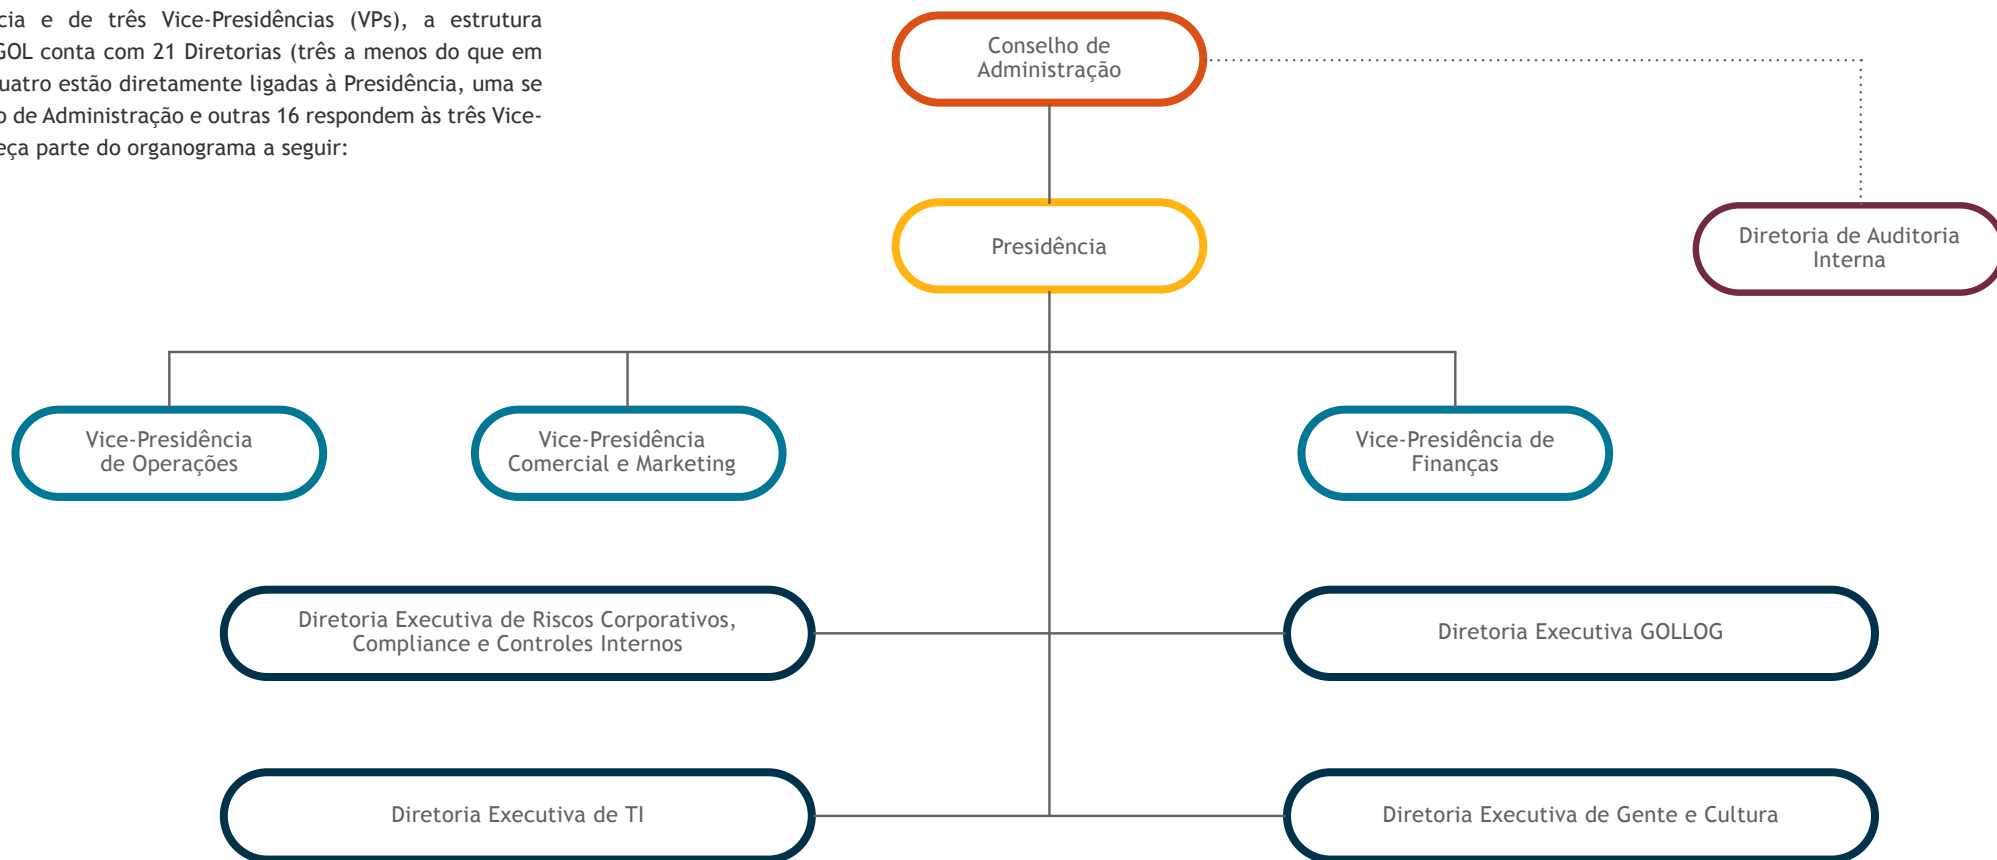 cia e de três Vice-Presidências (VPs), a estrutura
GOL conta com 21 Diretorias (três a menos do que em
uatro estão diretamente ligadas à Presidência, uma se
o de Administração e outras 16 respondem às três Vice-
eça parte do organograma a seguir:
Conselho de
Administração
Presidência
Diretoria de Auditoria
Interna
Vice-Presidência
de Operações
Vice-Presidência
Comercial e Marketing
Vice-Presidência de
Finanças
Diretoria Executiva de Riscos Corporativos,
Compliance e Controles Internos
Diretoria Executiva GOLLOG
Diretoria Executiva de TI
Diretoria Executiva de Gente e Cultura